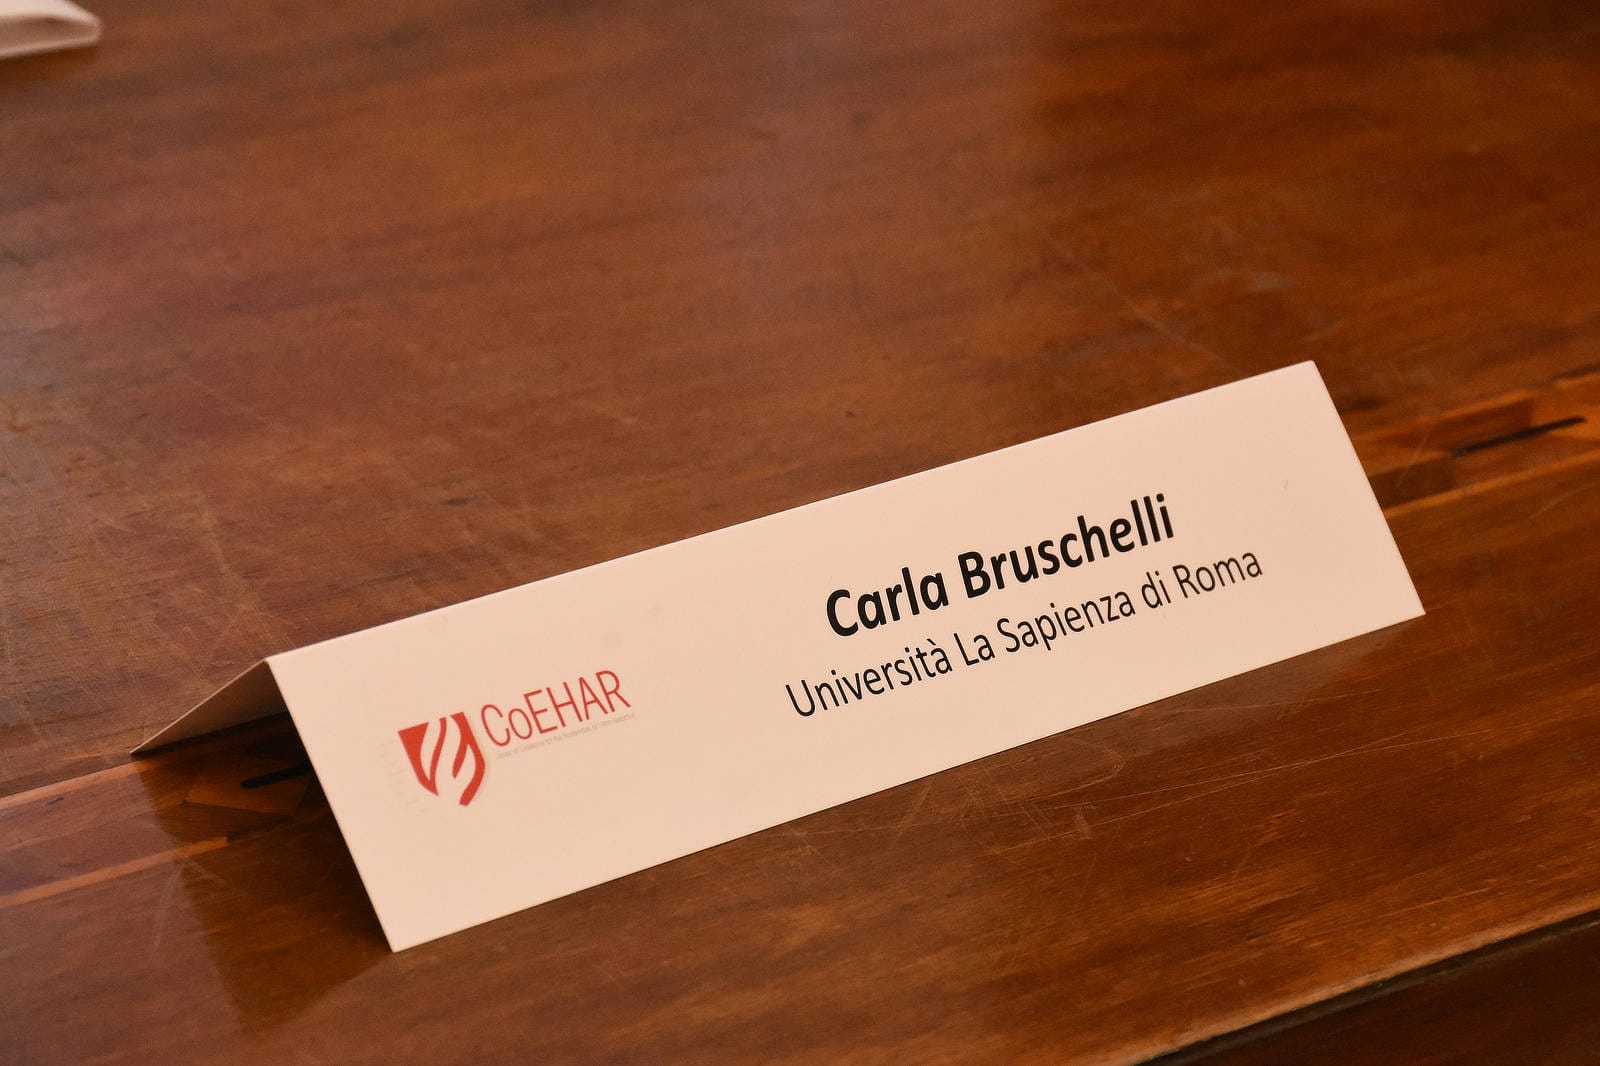 Carla Bruschelli
Università La Sapienza di Roma
CoEHAR